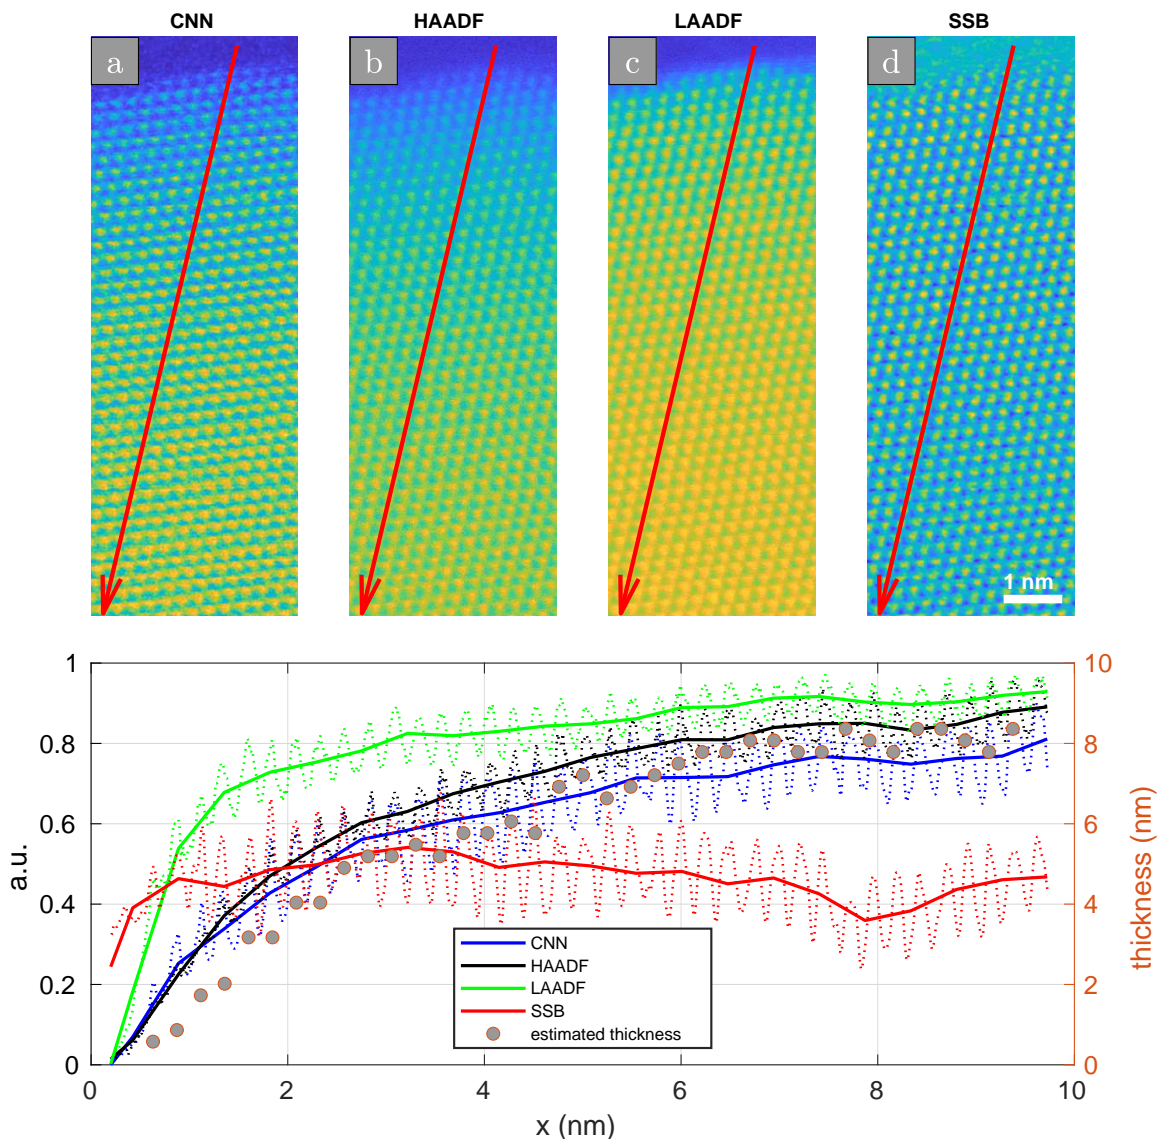 CNN HAADF LAADF SSB
a b c d
1 nm
1 10
0.8 8
0.6 6
0.4 4
0.2 2
0 0
a.u.
thickness (nm)
CNN
HAADF
LAADF
SSB
estimated thickness
0 2 4 6 8 10
x (nm)